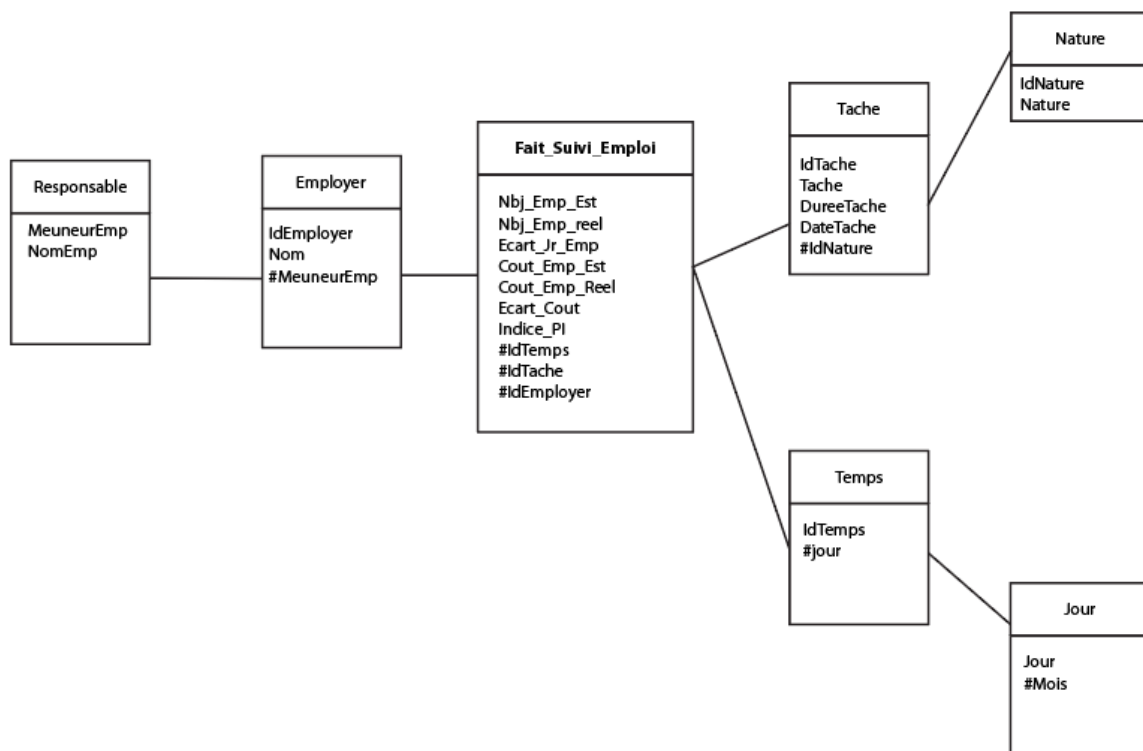 Responsable
MeuneurEmp
NomEmp
Employer
IdEmployer
Nom
#MeuneurEmp
Fait_Suivi_Emploi
Nbj_Emp_Est
Nbj_Emp_reel
Ecart_Jr_Emp
Cout_Emp_Est
Cout_Emp_Reel
Ecart_Cout
Indice_PI
#IdTemps
#IdTache
#IdEmployer
Tache
IdTache
Tache
DureeTache
DateTache
#IdNature
Nature
IdNature
Nature
Temps
IdTemps
#jour
Jour
Jour
#Mois